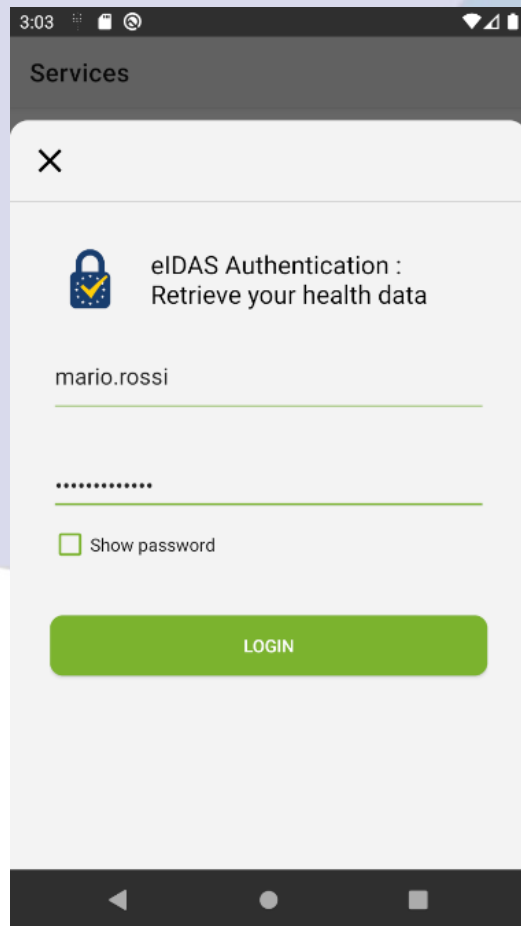 3:03
Services
eIDAS Authentication :
Retrieve your health data
mario.rossi
•••••••••••••
Show password
LOGIN